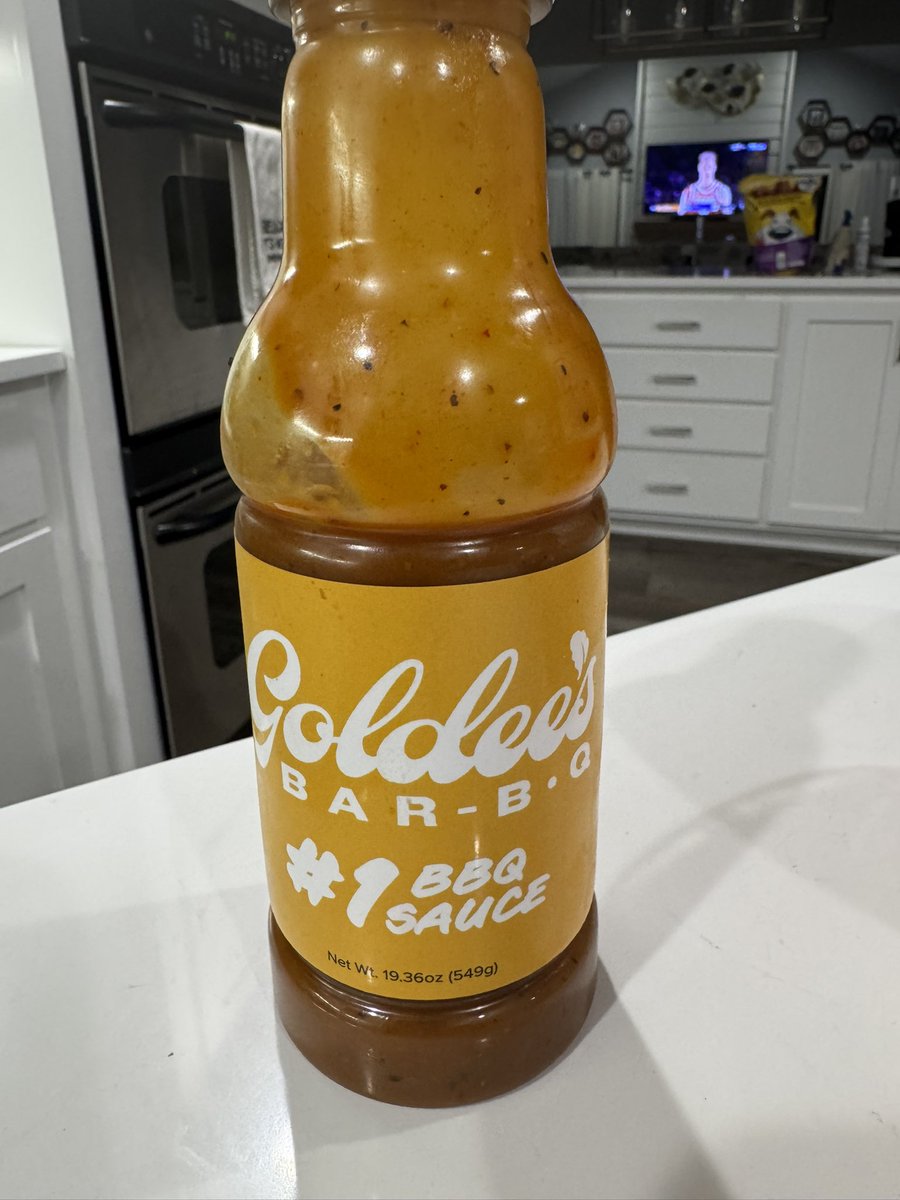 Goldee's
BAR-B·Q
#1 BBQ
SAUCE
Net Wt. 19.36oz (549g)